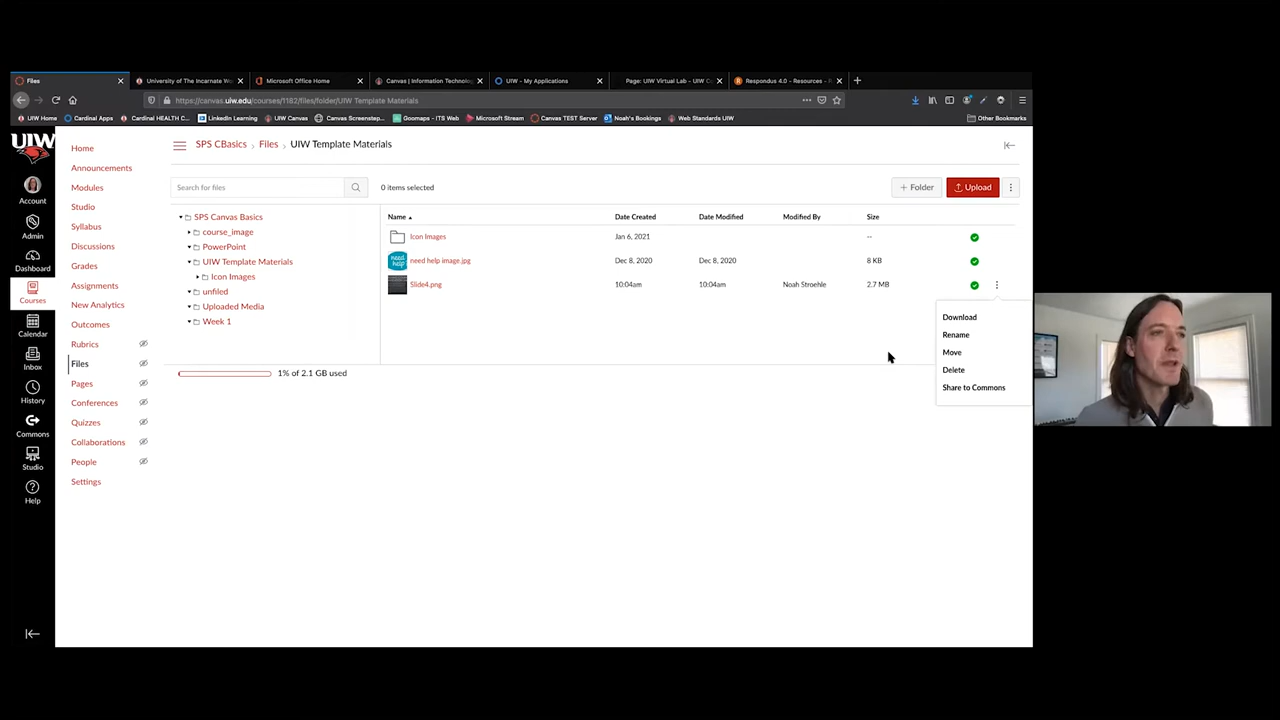 Files
University of The Incarnate Wo
Microsoft Office Home
Canvas | Information Technolog
UIW - My Applications
Page: UIW Virtual Lab - UIW C
Respondus 4.0 - Resources - R
https://canvas.uiw.edu/courses/1182/files/folder/UIW Template Materials
UIW Home
Cardinal Apps
Cardinal HEALTH C...
LinkedIn Learning
UIW Canvas
Canvas Screenstep...
Goomaps - ITS Web
Microsoft Stream
Canvas TEST Server
Noah's Bookings
Web Standards UIW
Other Bookmarks
UIW
Account
Admin
Dashboard
Courses
Calendar
Inbox
History
Commons
Studio
Help
Home
Announcements
Modules
Studio
Syllabus
Discussions
Grades
Assignments
New Analytics
Outcomes
Rubrics
Files
Pages
Conferences
Quizzes
Collaborations
People
Settings
SPS CBasics > Files > UIW Template Materials
Search for files
0 items selected
+ Folder
Upload
SPS Canvas Basics
course_image
PowerPoint
UIW Template Materials
Icon Images
unfiled
Uploaded Media
Week 1
1% of 2.1 GB used
Name Date Created Date Modified Modified By Size
Icon Images Jan 6, 2021 --
need help
need help image.jpg Dec 8, 2020 Dec 8, 2020 8 KB
Slide4.png 10:04am 10:04am Noah Stroehle 2.7 MB
Download
Rename
Move
Delete
Share to Commons